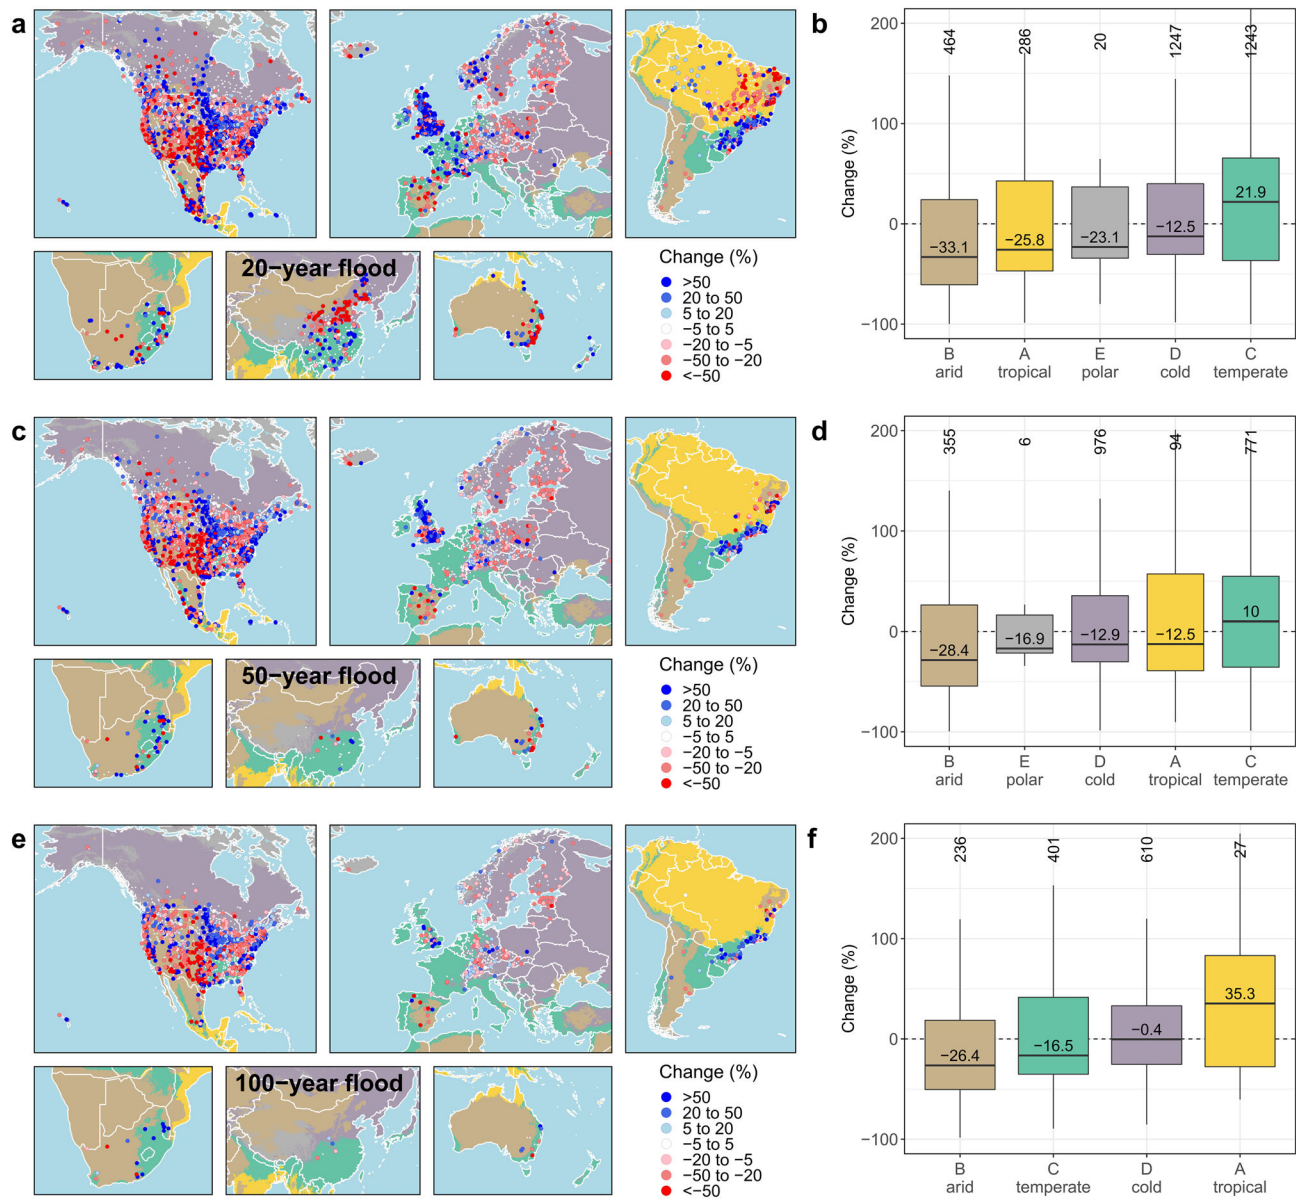 a
20−year flood
Change (%)
>50
20 to 50
5 to 20
−5 to 5
−20 to −5
−50 to −20
<−50
b
Change (%)
200
100
0
−100
464
286
20
1247
1243
−33.1
−25.8
−23.1
−12.5
21.9
B
arid
A
tropical
E
polar
D
cold
C
temperate
c
50−year flood
Change (%)
>50
20 to 50
5 to 20
−5 to 5
−20 to −5
−50 to −20
<−50
d
Change (%)
200
100
0
−100
355
6
976
94
771
−28.4
−16.9
−12.9
−12.5
10
B
arid
E
polar
D
cold
A
tropical
C
temperate
e
100−year flood
Change (%)
>50
20 to 50
5 to 20
−5 to 5
−20 to −5
−50 to −20
<−50
f
Change (%)
200
100
0
−100
236
401
610
27
−26.4
−16.5
−0.4
35.3
B
arid
C
temperate
D
cold
A
tropical